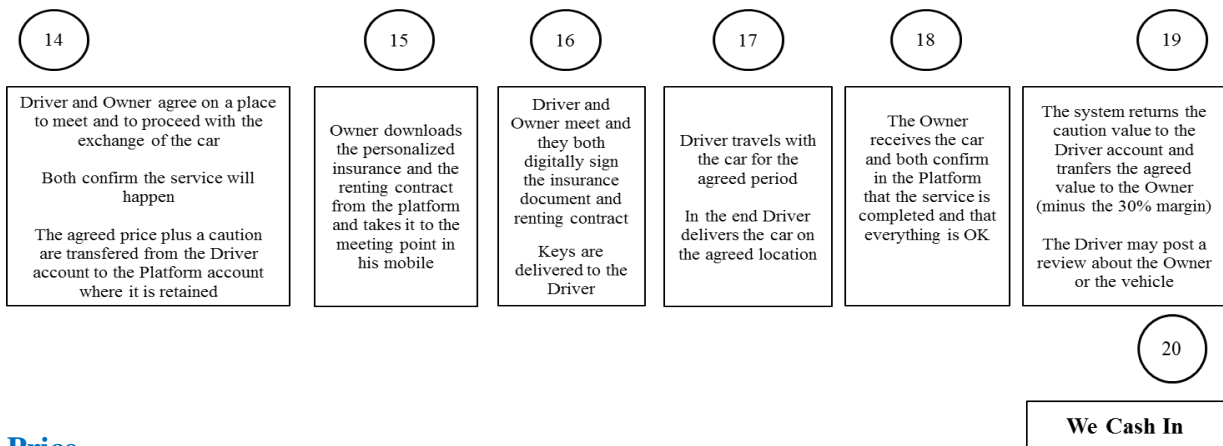 14
15
16
17
18
19
Driver and Owner agree on a place
to meet and to proceed with the
exchange of the car
Both confirm the service will
happen
The agreed price plus a caution
are transfered from the Driver
account to the Platform account
where it is retained
Owner downloads
the personalized
insurance and the
renting contract
from the platform
and takes it to the
meeting point in
his mobile
Driver and
Owner meet and
they both
digitally sign
the insurance
document and
renting contract
Keys are
delivered to the
Driver
Driver travels with
the car for the
agreed period
In the end Driver
delivers the car on
the agreed location
The Owner
receives the car
and both confirm
in the Platform
that the service is
completed and that
everything is OK
The system returns the
caution value to the
Driver account and
tranfers the agreed
value to the Owner
(minus the 30% margin)
The Driver may post a
review about the Owner
or the vehicle
20
We Cash In
Price